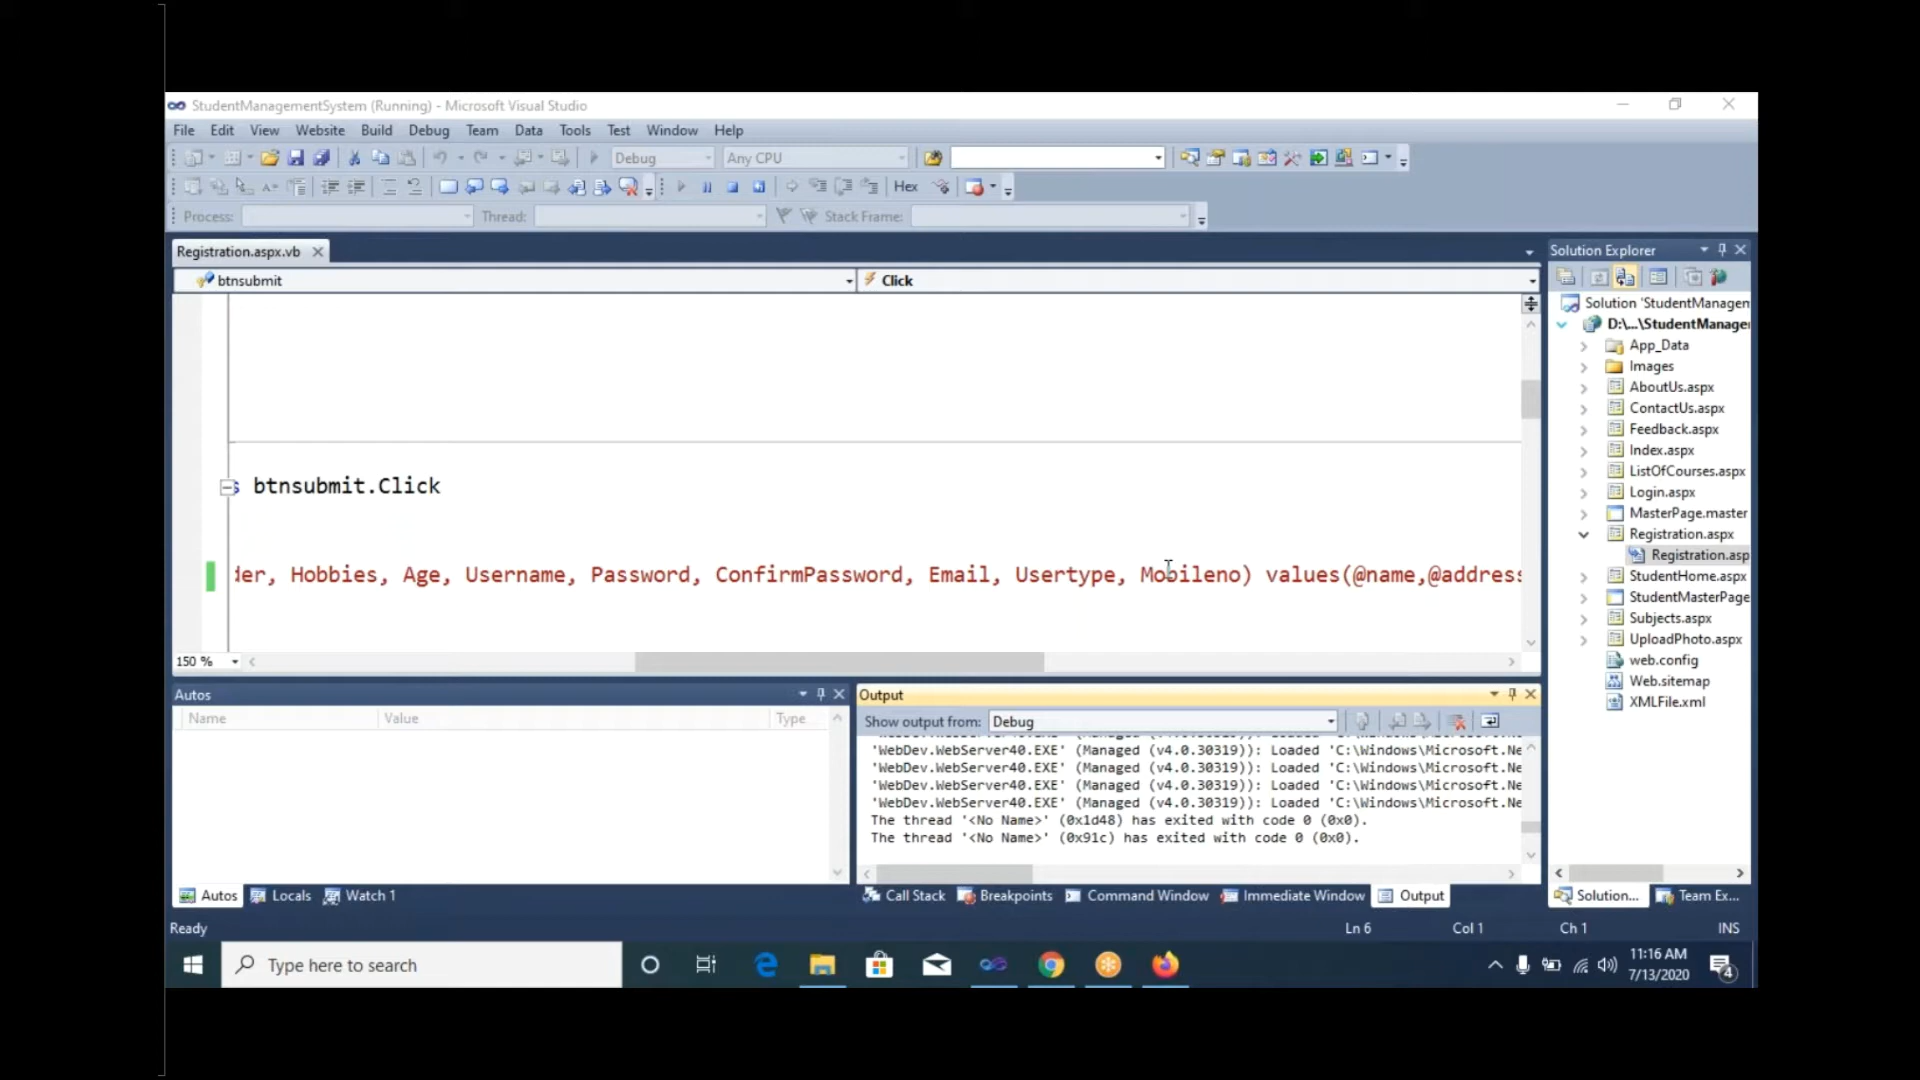 StudentManagementSystem (Running) - Microsoft Visual Studio
File Edit View Website Build Debug Team Data Tools Test Window Help
Debug Any CPU
Hex
Process: Thread: Stack Frame:
Registration.aspx.vb
btnsubmit Click
btnsubmit.Click
der, Hobbies, Age, Username, Password, ConfirmPassword, Email, Usertype, Mobileno) values(@name,@address
150 %
Solution Explorer
Solution 'StudentManagen
D:\...\StudentManage
App_Data
Images
AboutUs.aspx
ContactUs.aspx
Feedback.aspx
Index.aspx
ListOfCourses.aspx
Login.aspx
MasterPage.master
Registration.aspx
Registration.asp
StudentHome.aspx
StudentMasterPage
Subjects.aspx
UploadPhoto.aspx
web.config
Web.sitemap
XMLFile.xml
Solution... Team Ex...
Autos
Name Value Type
Autos Locals Watch 1
Output
Show output from: Debug
'WebDev.WebServer40.EXE' (Managed (v4.0.30319)): Loaded 'C:\Windows\Microsoft.Ne
'WebDev.WebServer40.EXE' (Managed (v4.0.30319)): Loaded 'C:\Windows\Microsoft.Ne
'WebDev.WebServer40.EXE' (Managed (v4.0.30319)): Loaded 'C:\Windows\Microsoft.Ne
'WebDev.WebServer40.EXE' (Managed (v4.0.30319)): Loaded 'C:\Windows\Microsoft.Ne
The thread '<No Name>' (0x1d48) has exited with code 0 (0x0).
The thread '<No Name>' (0x91c) has exited with code 0 (0x0).
Call Stack Breakpoints Command Window Immediate Window Output
Ready Ln 6 Col 1 Ch 1 INS
Type here to search
11:16 AM
7/13/2020
4